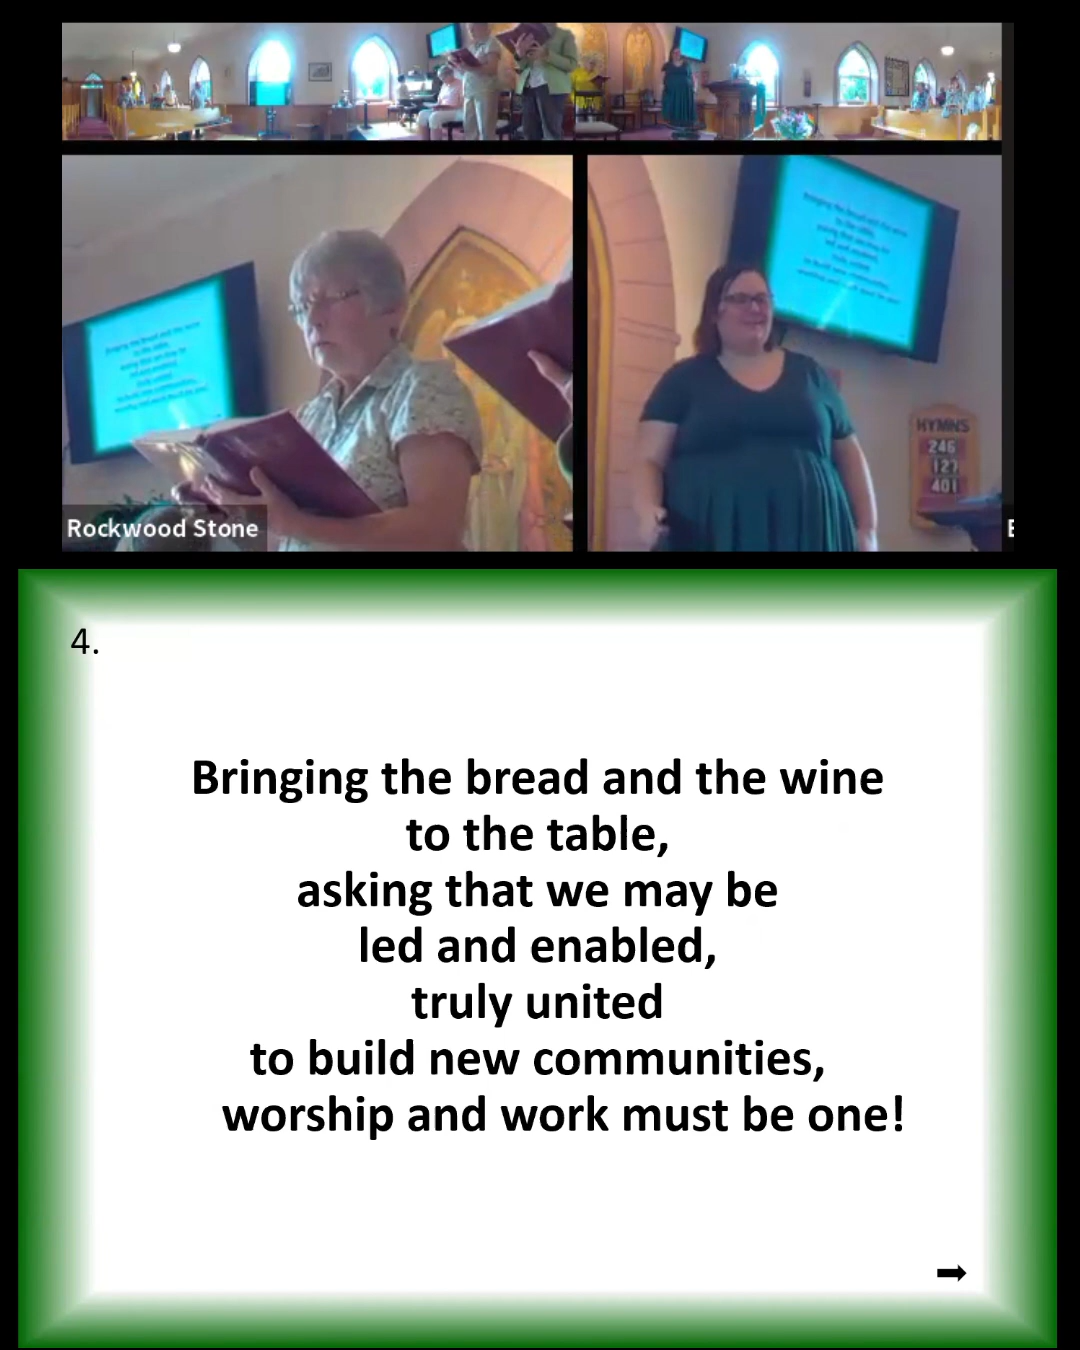 Rockwood Stone
HYMNS
246
127
401
4.
Bringing the bread and the wine
to the table,
asking that we may be
led and enabled,
truly united
to build new communities,
worship and work must be one!